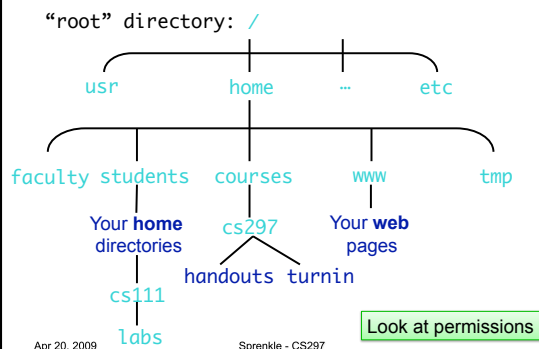 “root” directory: /
usr home … etc
faculty students courses www tmp
Your home
directories
cs297
Your web
pages
handouts turnin
cs111
labs
Look at permissions
Apr 20, 2009
Sprenkle - CS297